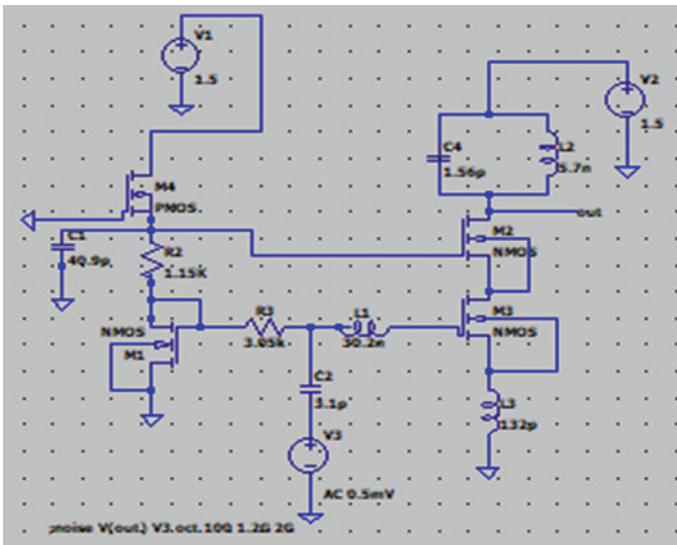 V1
1.5
V2
1.5
C4
1.56p
L2
5.7n
out
M4
PMOS
C1
40.9p
R2
1.15K
M2
NMOS
NMOS
M1
R3
3.05k
L1
30.2n
M3
NMOS
C2
3.1p
L3
132p
V3
AC 0.5mV
;noise V(out) V3 oct 100 1.2G 2G